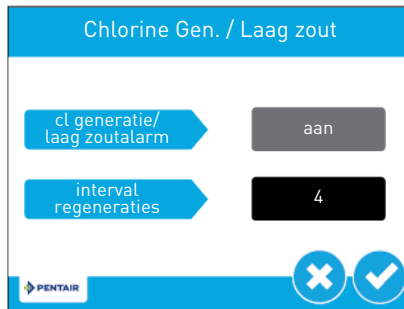 Chlorine Gen. / Laag zout
cl generatie/
laag zoutalarm
aan
interval
regeneraties
4
PENTAIR